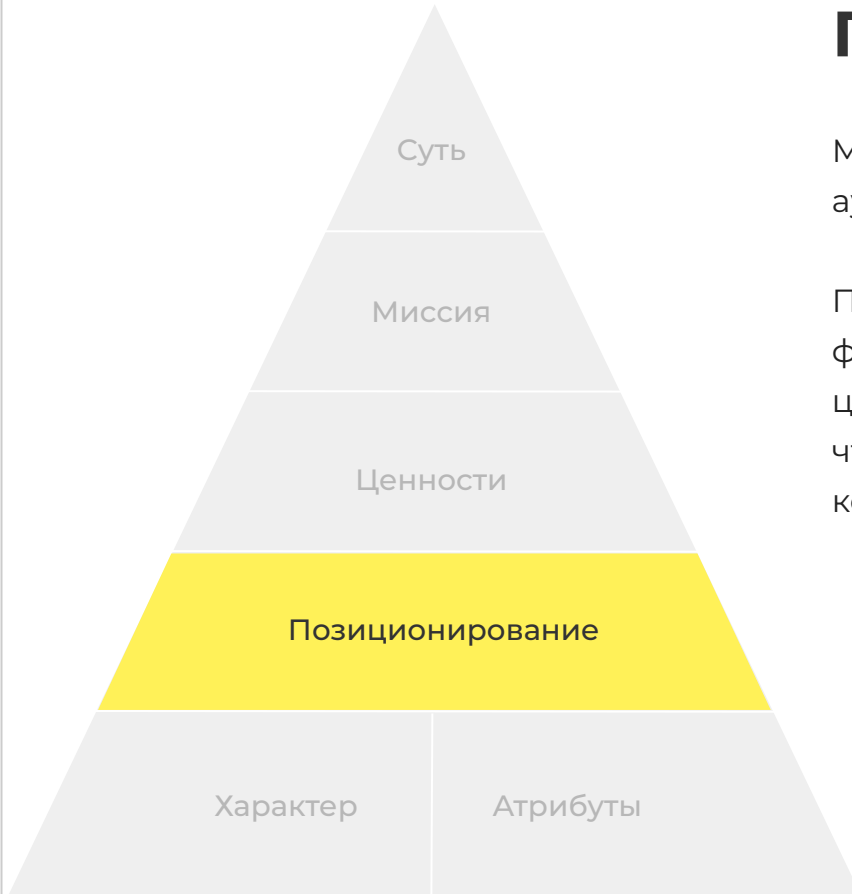 Суть
Миссия
Ценности
Позиционирование
Характер
Атрибуты